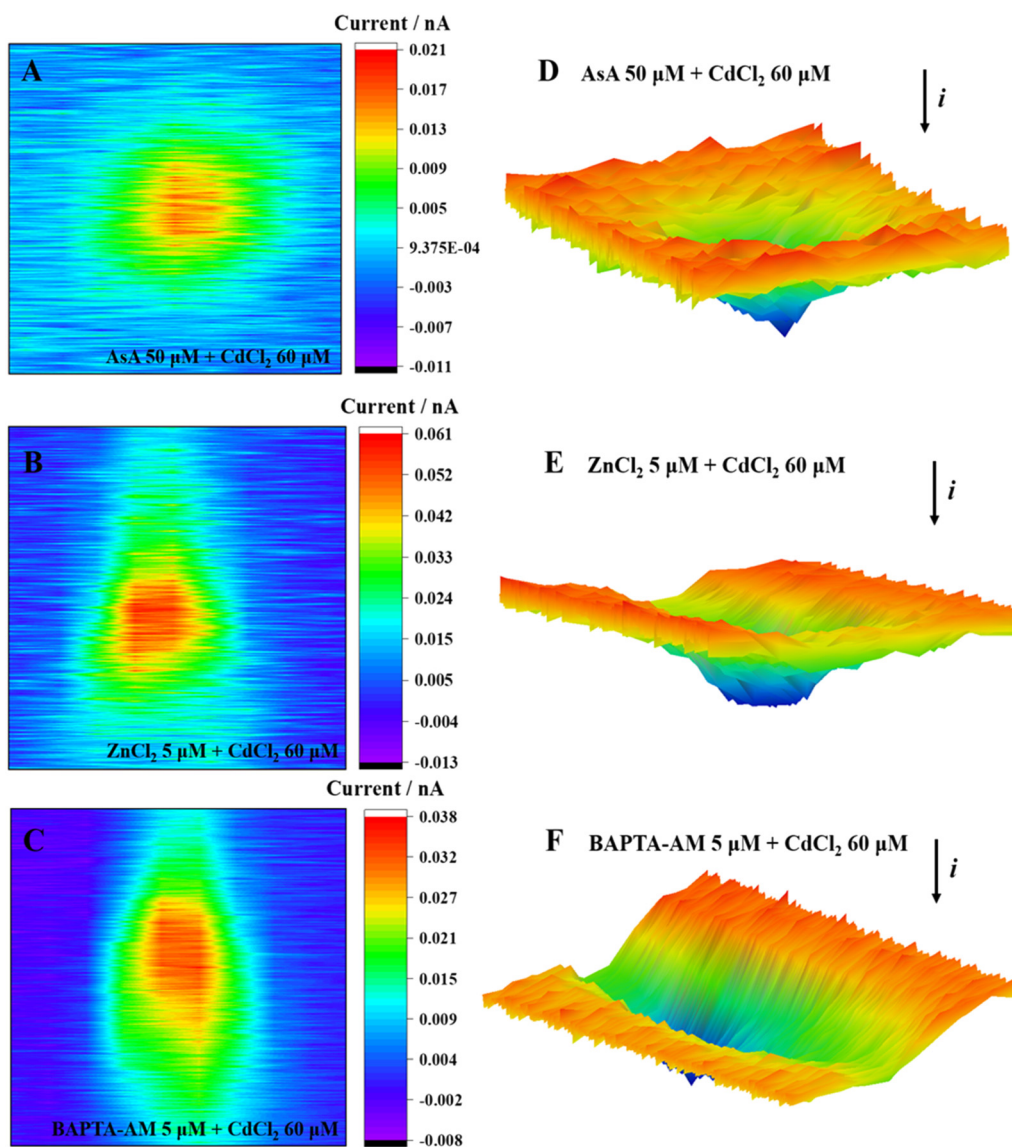 Current / nA
A
0.021
0.017
0.013
0.009
0.005
9.375E-04
-0.003
-0.007
-0.011
AsA 50 μM + CdCl₂ 60 μM
D AsA 50 μM + CdCl₂ 60 μM
i
Current / nA
B
0.061
0.052
0.042
0.033
0.024
0.015
0.005
-0.004
-0.013
ZnCl₂ 5 μM + CdCl₂ 60 μM
E ZnCl₂ 5 μM + CdCl₂ 60 μM
i
Current / nA
C
0.038
0.032
0.027
0.021
0.015
0.009
0.004
-0.002
-0.008
BAPTA-AM 5 μM + CdCl₂ 60 μM
F BAPTA-AM 5 μM + CdCl₂ 60 μM
i